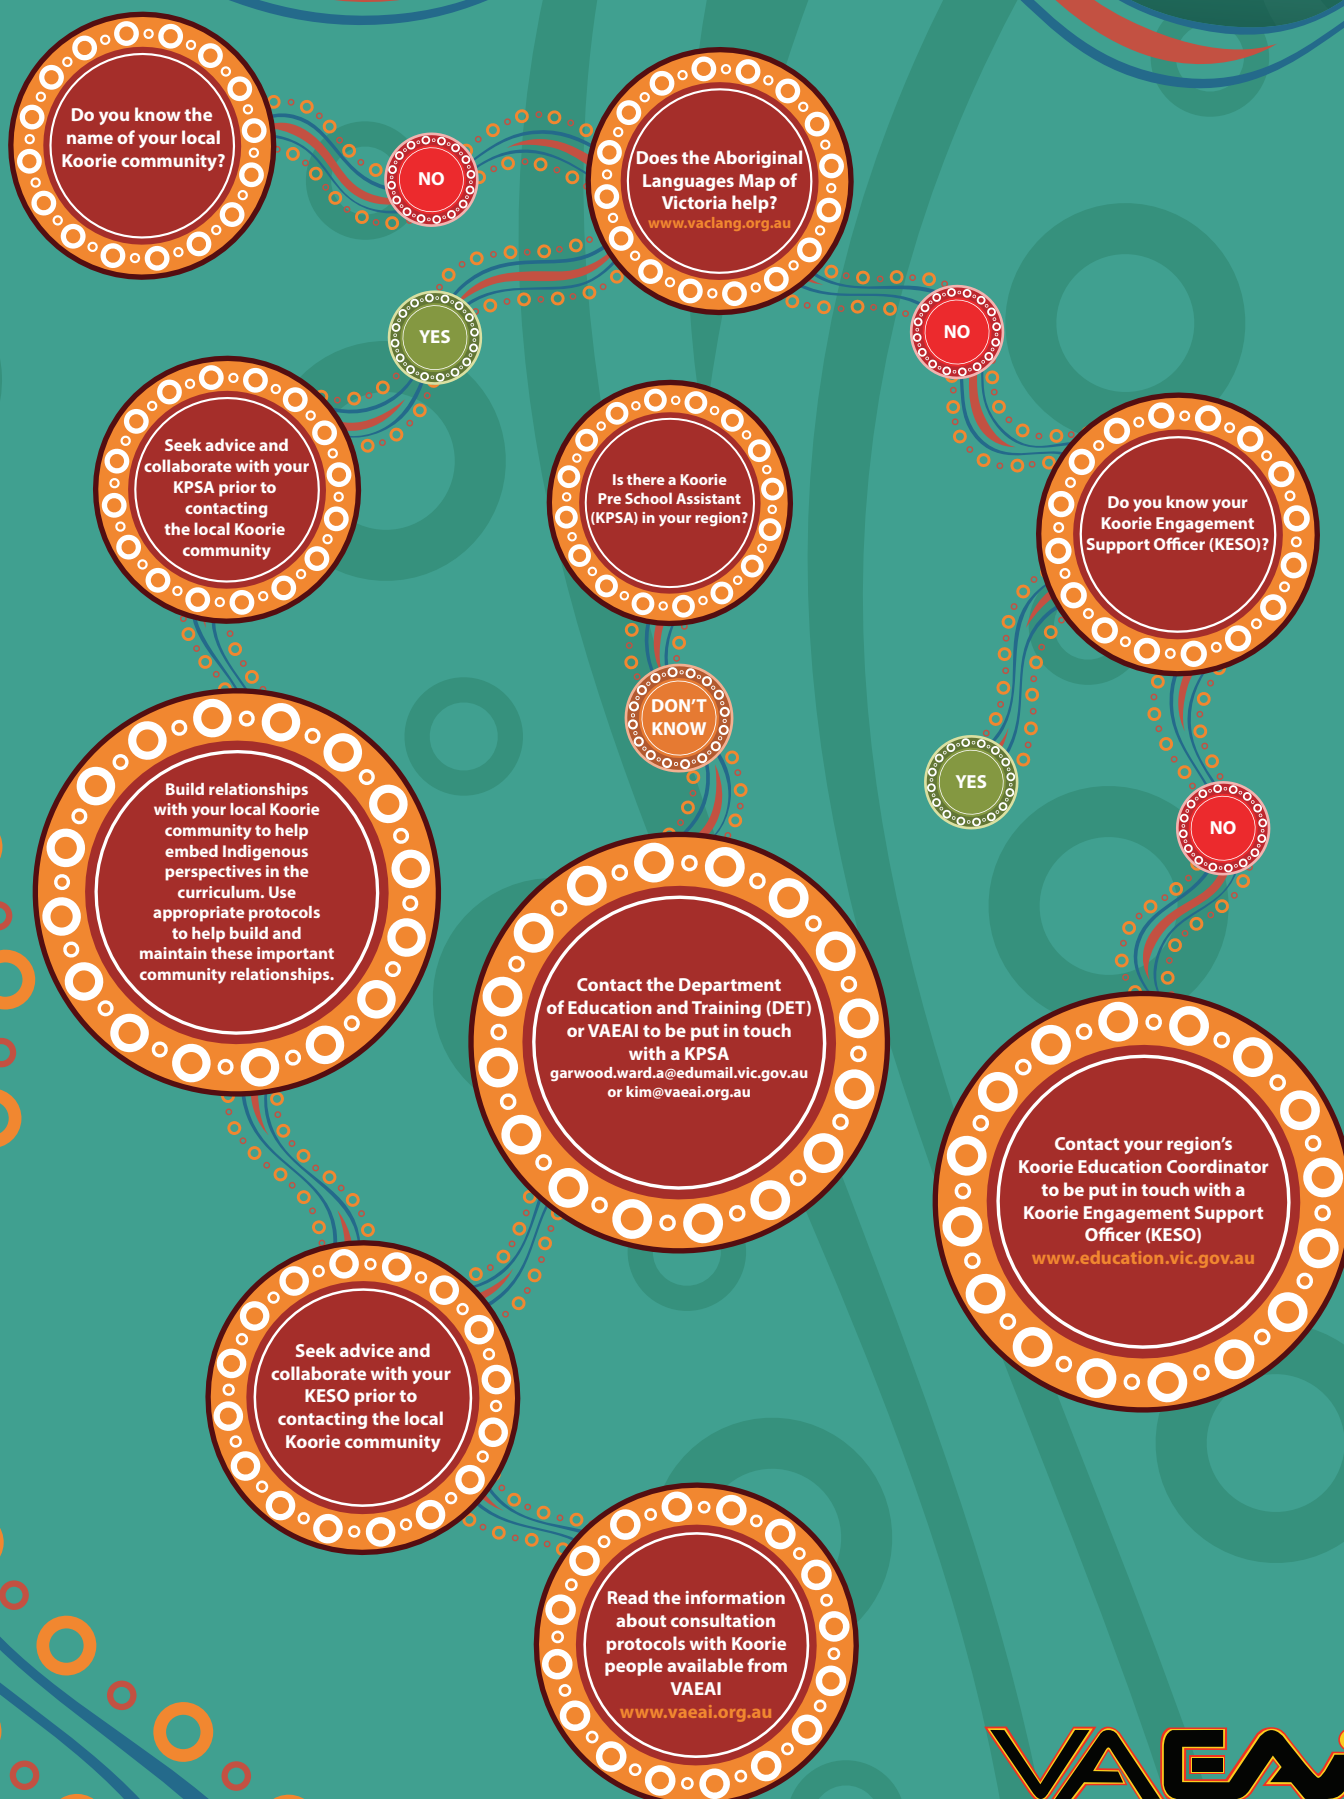 Do you know the
name of your local
Koorie community?
NO
Does the Aboriginal
Languages Map of
Victoria help?
www.vaclang.org.au
YES
NO
Seek advice and
collaborate with your
KPSA prior to
contacting
the local Koorie
community
Is there a Koorie
Pre School Assistant
(KPSA) in your region?
Do you know your
Koorie Engagement
Support Officer (KESO)?
DON'T
KNOW
YES
NO
Build relationships
with your local Koorie
community to help
embed Indigenous
perspectives in the
curriculum. Use
appropriate protocols
to help build and
maintain these important
community relationships.
Contact the Department
of Education and Training (DET)
or VAEAI to be put in touch
with a KPSA
garwood.ward.a@edumail.vic.gov.au
or kim@vaeai.org.au
Contact your region's
Koorie Education Coordinator
to be put in touch with a
Koorie Engagement Support
Officer (KESO)
www.education.vic.gov.au
Seek advice and
collaborate with your
KESO prior to
contacting the local
Koorie community
Read the information
about consultation
protocols with Koorie
people available from
VAEAI
www.vaeai.org.au
VAEAI